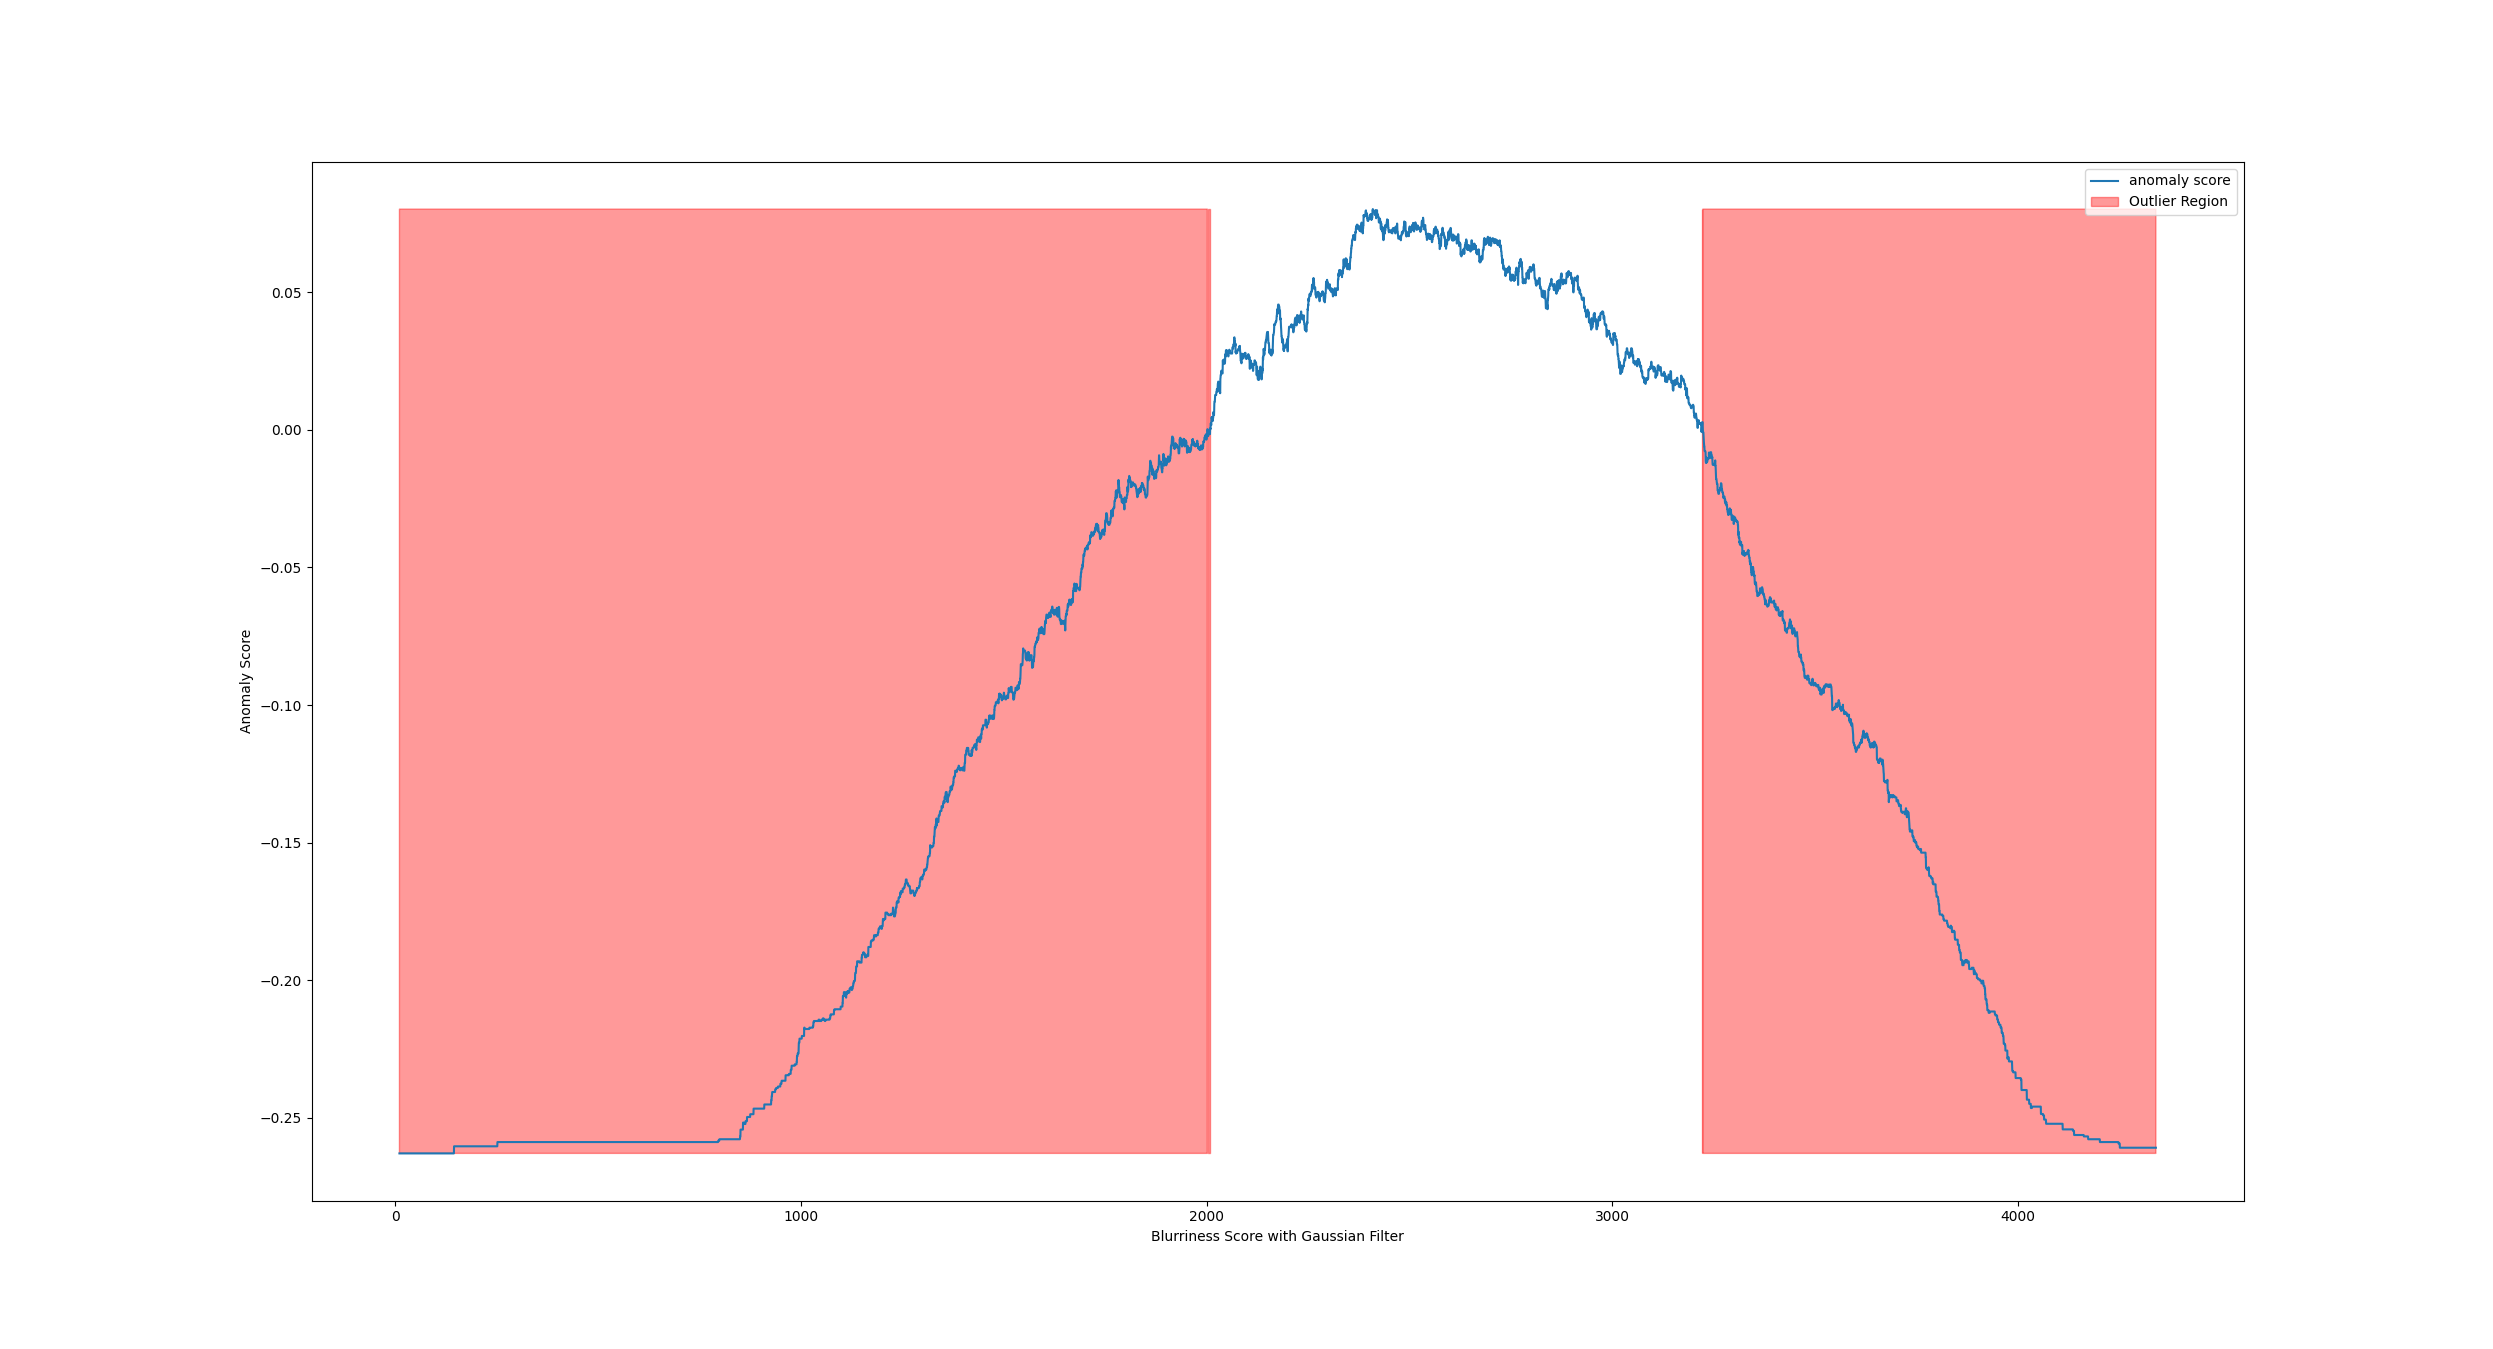 anomaly score
Outlier Region
0.05
0.00
−0.05
−0.10
−0.15
−0.20
−0.25
Anomaly Score
0 1000 2000 3000 4000
Blurriness Score with Gaussian Filter